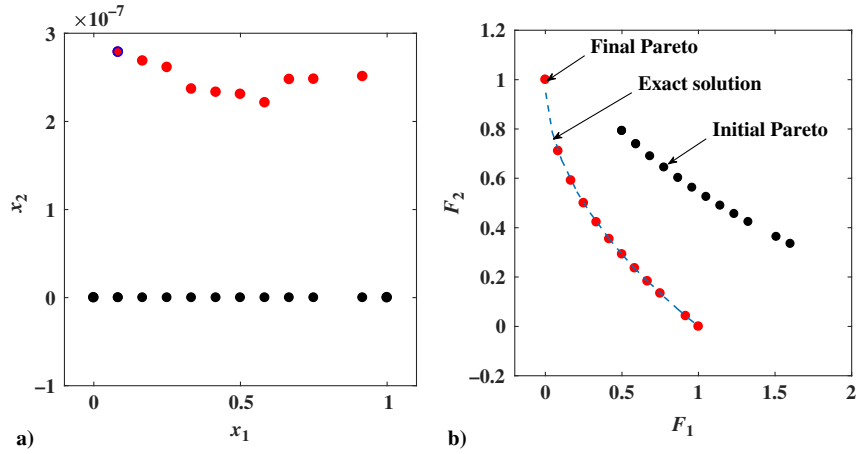 ×10⁻⁷
3
2
1
0
−1
x₂
0
0.5
1
x₁
a)
1.2
1
0.8
0.6
0.4
0.2
0
−0.2
F₂
Final Pareto
Exact solution
Initial Pareto
0
0.5
1
1.5
2
F₁
b)